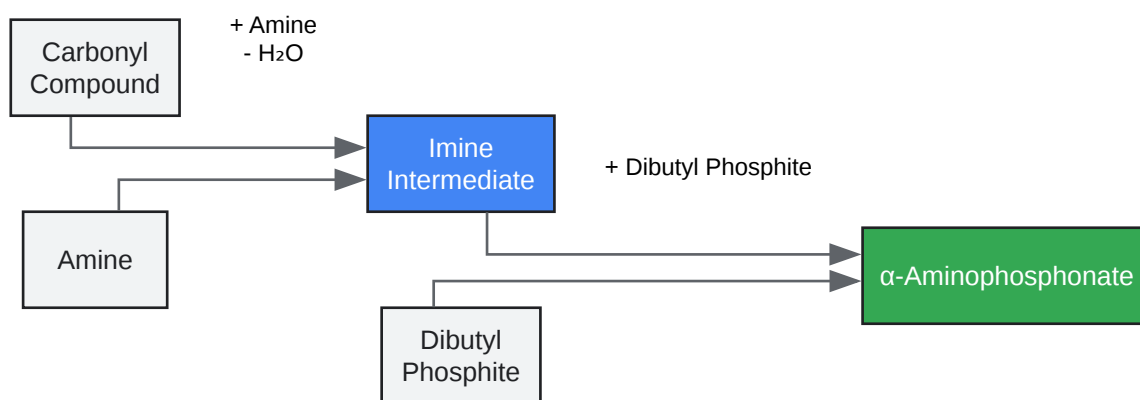 Carbonyl
Compound
+ Amine
- H₂O
Imine
Intermediate
+ Dibutyl Phosphite
Amine
α-Aminophosphonate
Dibutyl
Phosphite